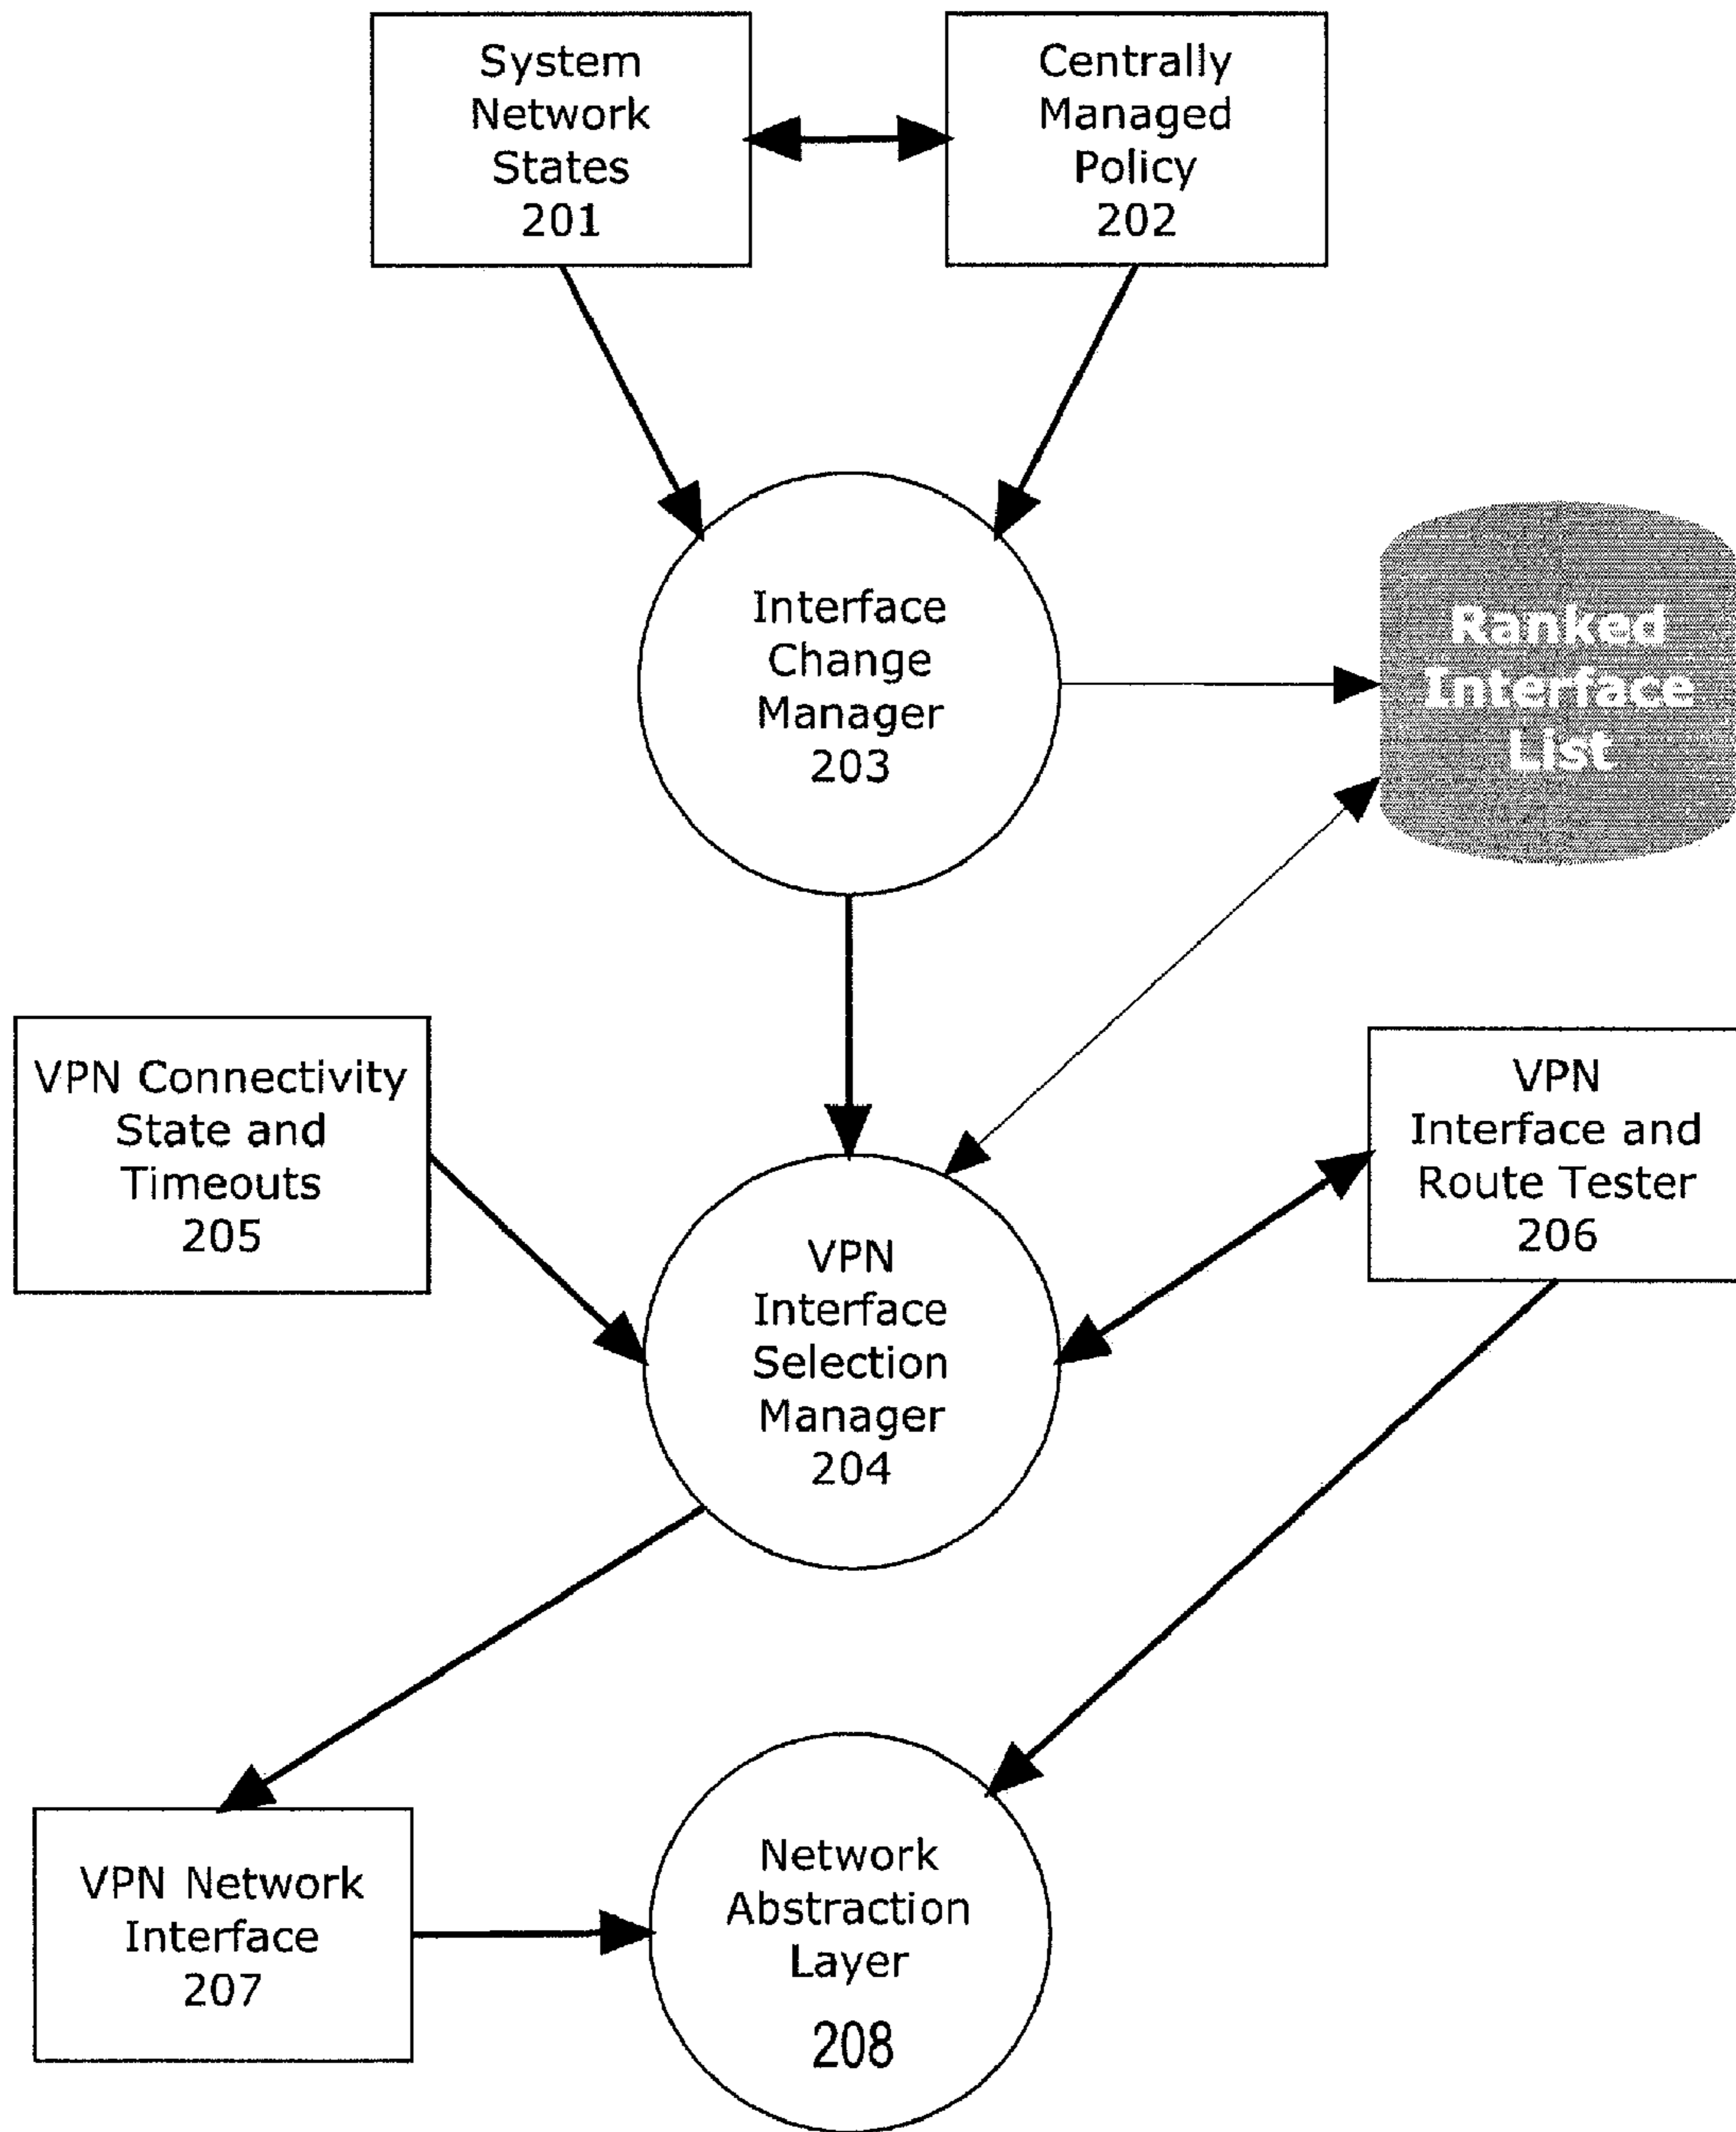 System
Network
States
201
Centrally
Managed
Policy
202
Interface
Change
Manager
203
Ranked
Interface
List
VPN Connectivity
State and
Timeouts
205
VPN
Interface and
Route Tester
206
VPN
Interface
Selection
Manager
204
VPN Network
Interface
207
Network
Abstraction
Layer
208